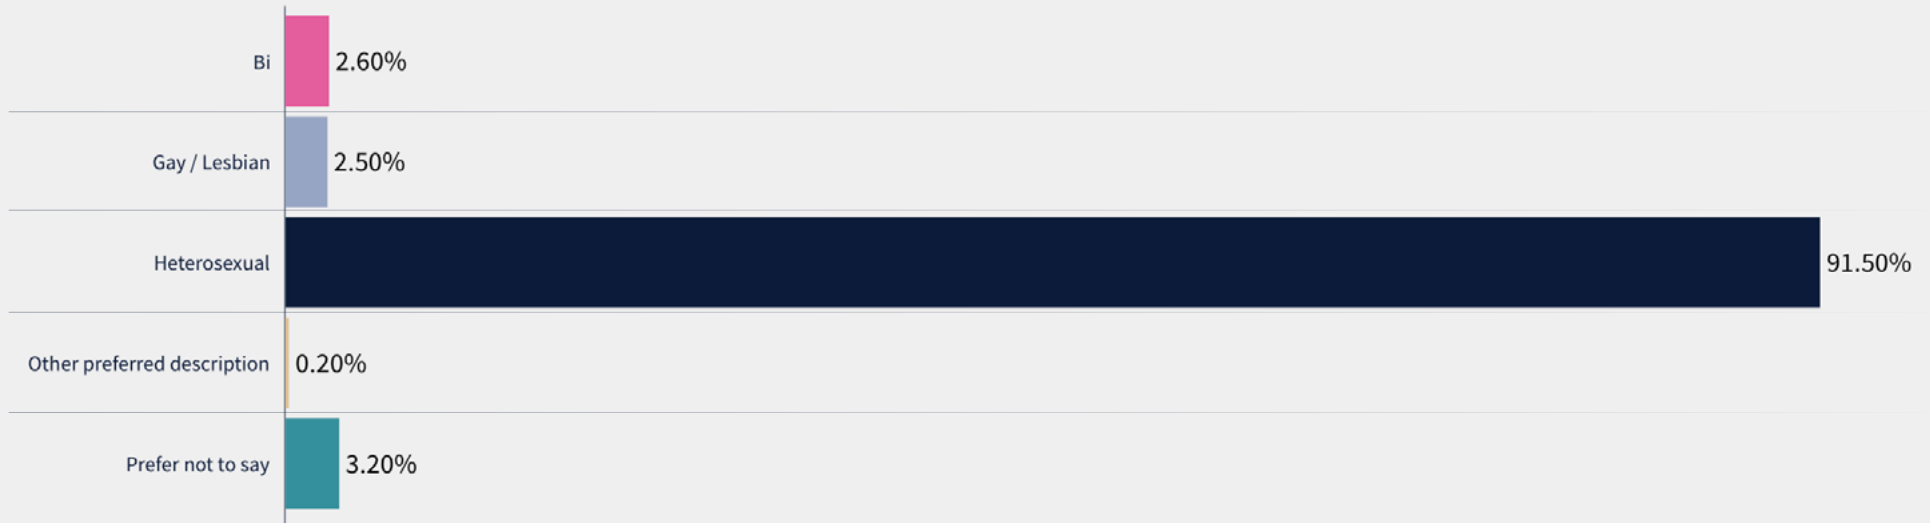 Bi 2.60%
Gay / Lesbian 2.50%
Heterosexual 91.50%
Other preferred description 0.20%
Prefer not to say 3.20%